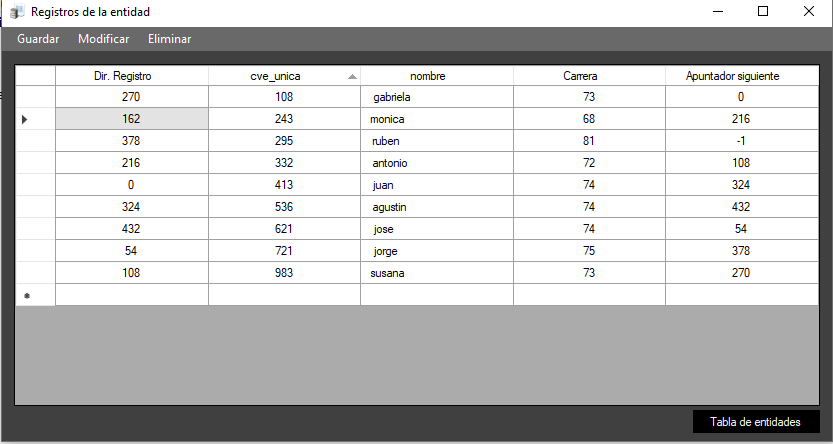 Registros de la entidad
Guardar Modificar Eliminar
Dir. Registro cve_unica nombre Carrera Apuntador siguiente
270 108 gabriela 73 0
162 243 monica 68 216
378 295 ruben 81 -1
216 332 antonio 72 108
0 413 juan 74 324
324 536 agustin 74 432
432 621 jose 74 54
54 721 jorge 75 378
108 983 susana 73 270
Tabla de entidades